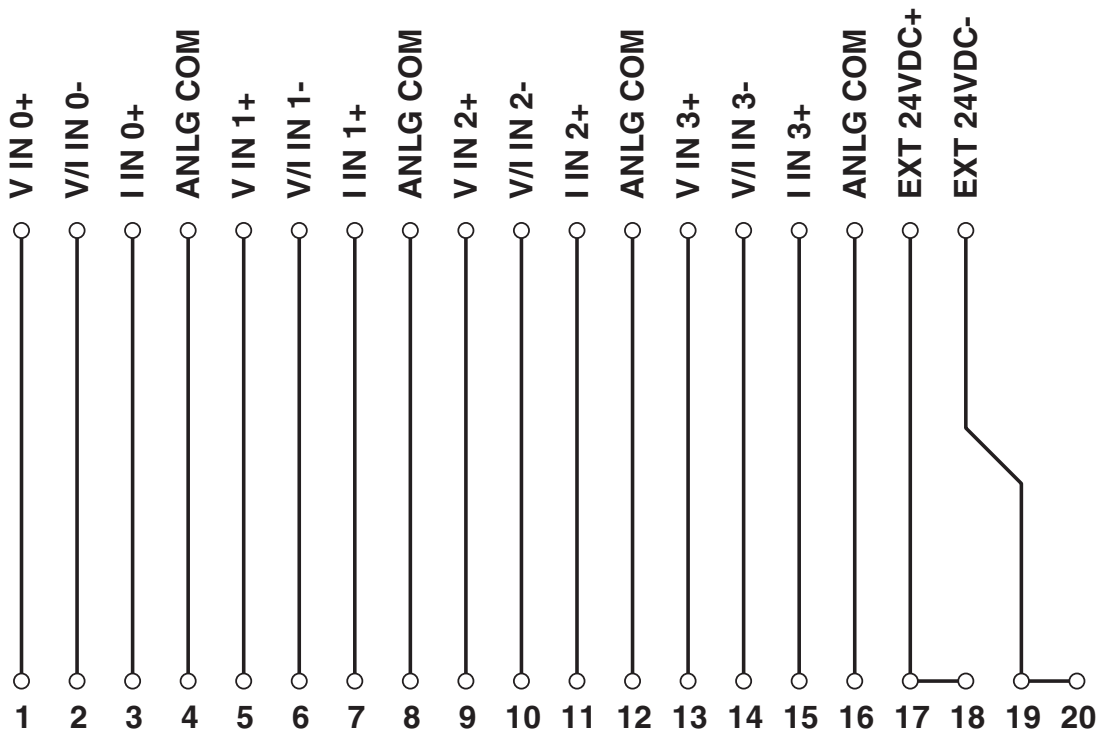 V IN 0+
V/I IN 0-
I IN 0+
ANLG COM
V IN 1+
V/I IN 1-
I IN 1+
ANLG COM
V IN 2+
V/I IN 2-
I IN 2+
ANLG COM
V IN 3+
V/I IN 3-
I IN 3+
ANLG COM
EXT 24VDC+
EXT 24VDC-
1 2 3 4 5 6 7 8 9 10 11 12 13 14 15 16 17 18 19 20